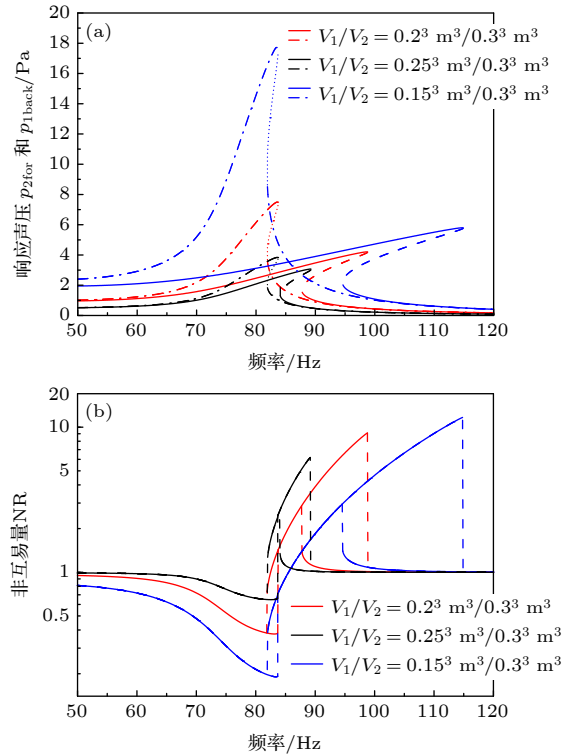 (a)
V₁/V₂ = 0.2³ m³/0.3³ m³
V₁/V₂ = 0.25³ m³/0.3³ m³
V₁/V₂ = 0.15³ m³/0.3³ m³
响应声压 p₂for 和 p₁back/Pa
20
18
16
14
12
10
8
6
4
2
0
50 60 70 80 90 100 110 120
频率/Hz
(b)
非互易量NR
20
10
5
1
0.5
V₁/V₂ = 0.2³ m³/0.3³ m³
V₁/V₂ = 0.25³ m³/0.3³ m³
V₁/V₂ = 0.15³ m³/0.3³ m³
50 60 70 80 90 100 110 120
频率/Hz